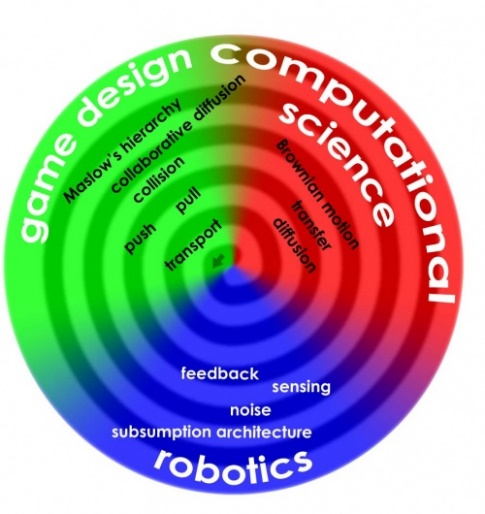 game design
Maslow's hierarchy
collaborative diffusion
collision
pull
push
transport
computational
science
Brownian motion
transfer
diffusion
feedback
sensing
noise
subsumption architecture
robotics